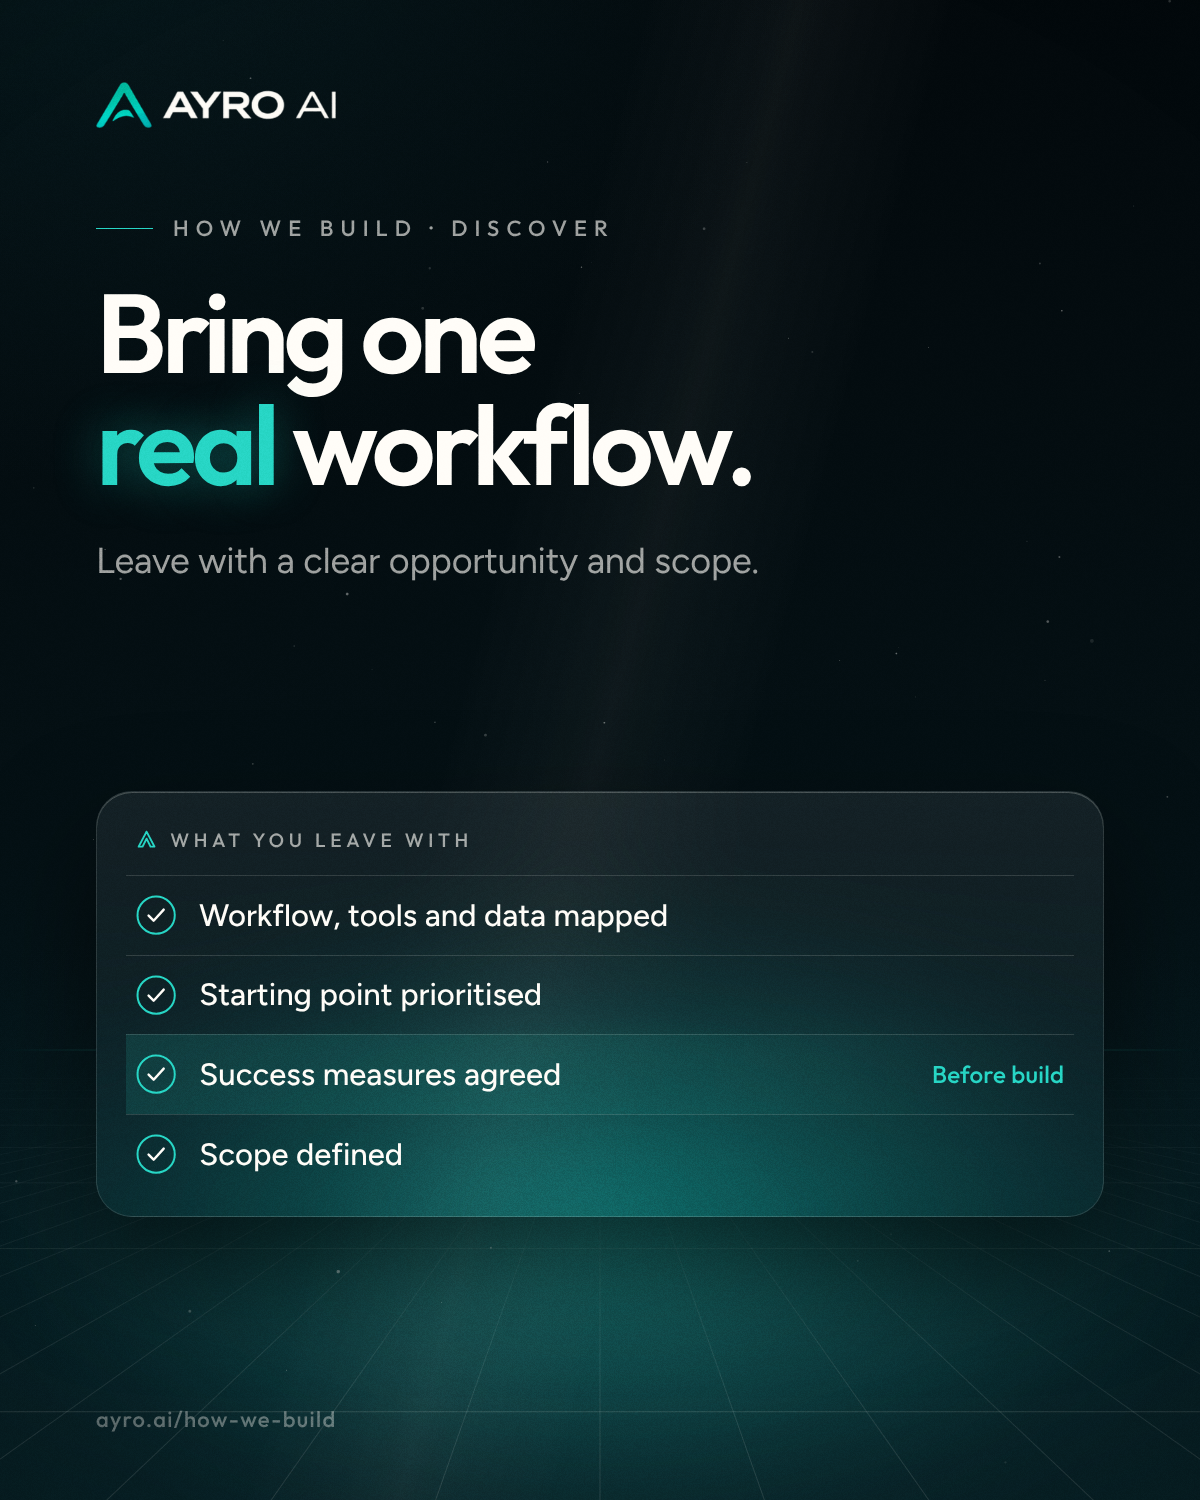 AYRO AI
HOW WE BUILD · DISCOVER
Bring one
real workflow.
Leave with a clear opportunity and scope.
WHAT YOU LEAVE WITH
Workflow, tools and data mapped
Starting point prioritised
Success measures agreed
Before build
Scope defined
ayro.ai/how-we-build